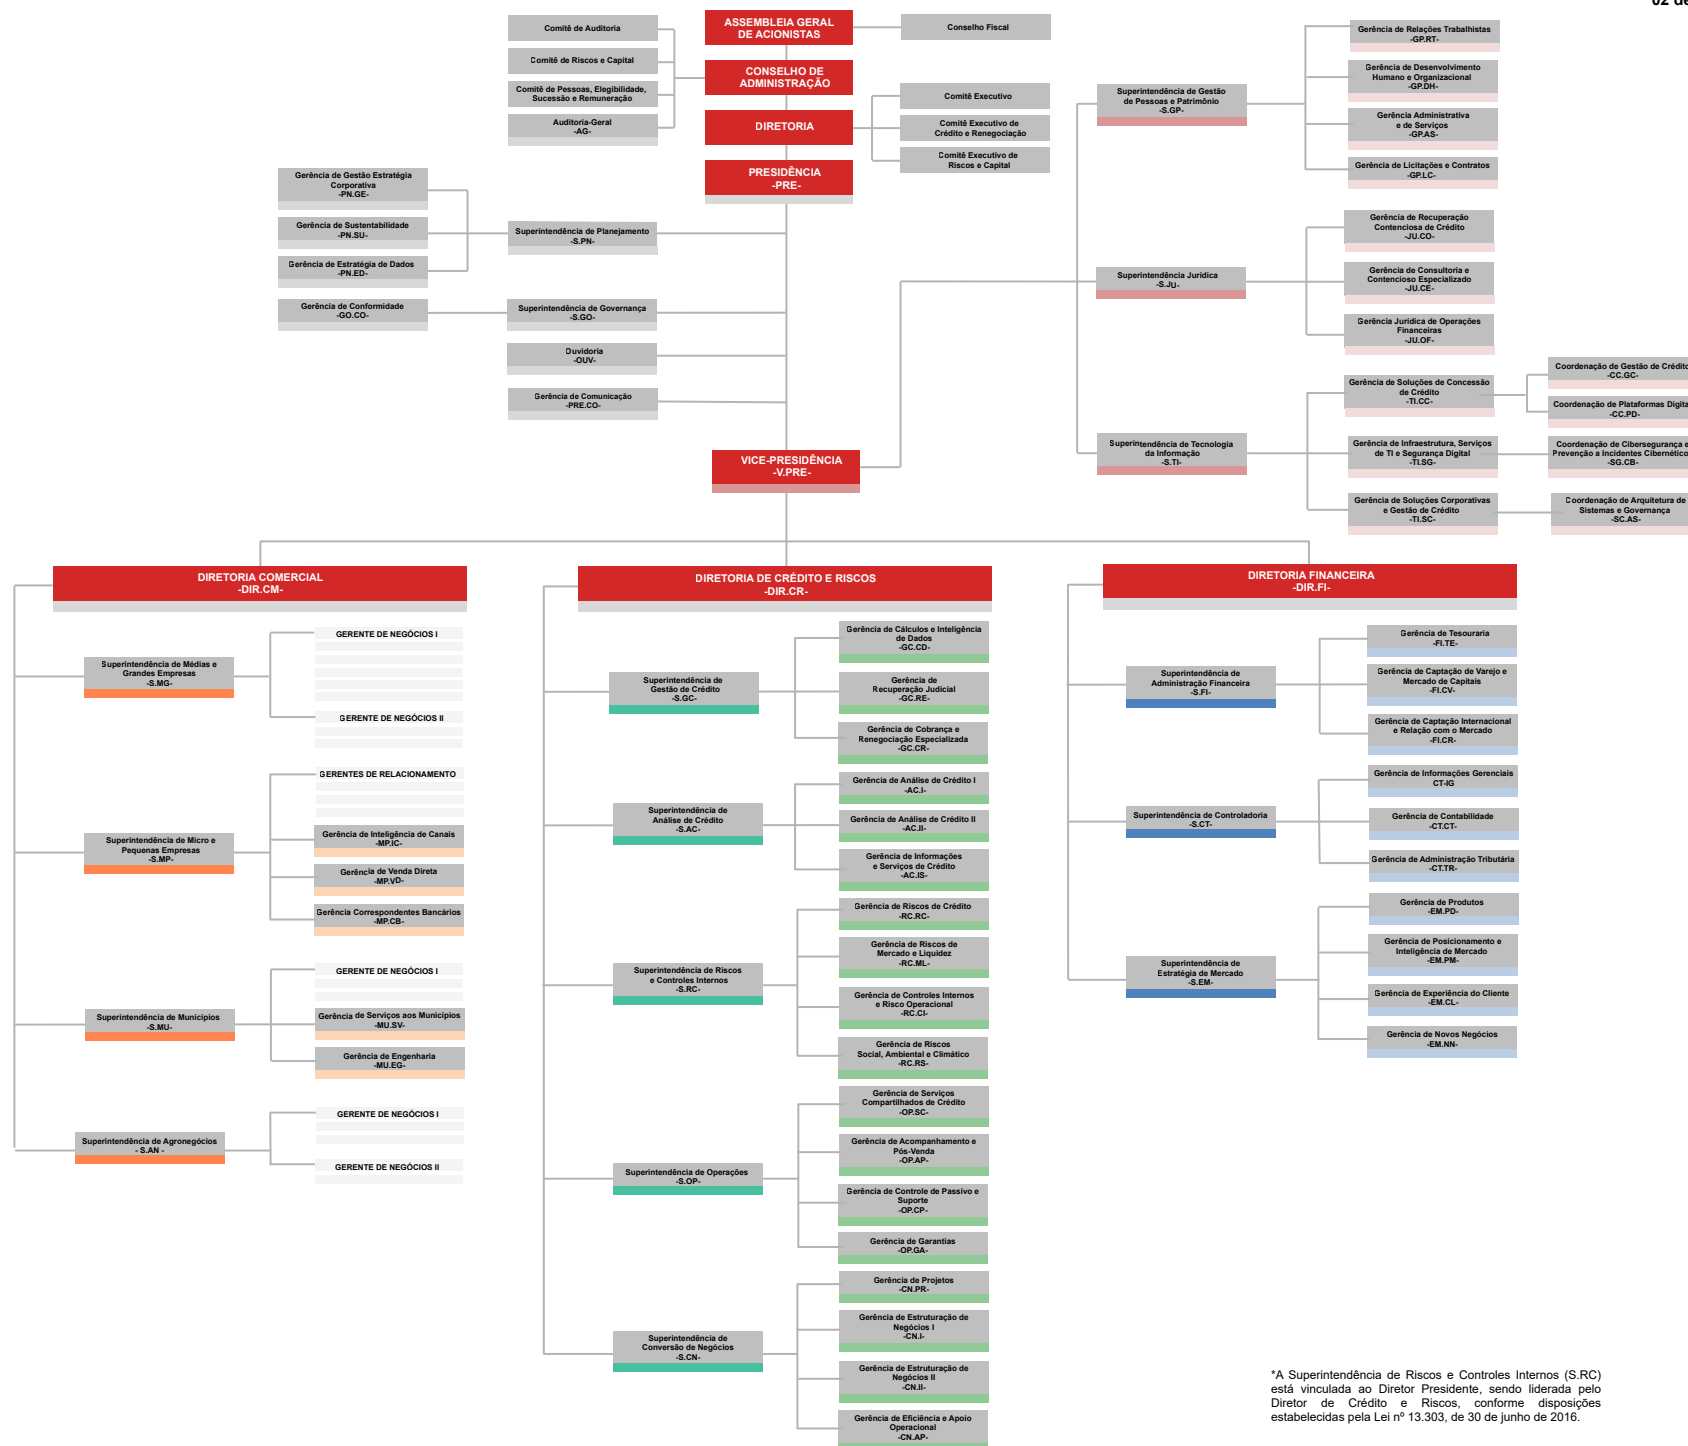 02 de
ASSEMBLEIA GERAL
DE ACIONISTAS
Conselho Fiscal
Comitê de Auditoria
Comitê de Riscos e Capital
Comitê de Pessoas, Elegibilidade,
Sucessão e Remuneração
Auditoria-Geral
-AG-
CONSELHO DE
ADMINISTRAÇÃO
DIRETORIA
Comitê Executivo
Comitê Executivo de
Crédito e Renegociação
Comitê Executivo de
Riscos e Capital
PRESIDÊNCIA
-PRE-
Gerência de Gestão Estratégia
Corporativa
-PN.GE-
Gerência de Sustentabilidade
-PN.SU-
Gerência de Estratégia de Dados
-PN.ED-
Superintendência de Planejamento
-S.PN-
Gerência de Conformidade
-GO.CO-
Superintendência de Governança
-S.GO-
Ouvidoria
-OUV-
Gerência de Comunicação
-PRE.CO-
VICE-PRESIDÊNCIA
-V.PRE-
Superintendência de Gestão
de Pessoas e Patrimônio
-S.GP-
Gerência de Relações Trabalhistas
-GP.RT-
Gerência de Desenvolvimento
Humano e Organizacional
-GP.DH-
Gerência Administrativa
e de Serviços
-GP.AS-
Gerência de Licitações e Contratos
-GP.LC-
Superintendência Jurídica
-S.JU-
Gerência de Recuperação
Contenciosa de Crédito
-JU.CO-
Gerência de Consultoria e
Contencioso Especializado
-JU.CE-
Gerência Jurídica de Operações
Financeiras
-JU.OF-
Superintendência de Tecnologia
da Informação
-S.TI-
Gerência de Soluções de Concessão
de Crédito
-TI.CC-
Coordenação de Gestão de Crédito
-CC.GC-
Coordenação de Plataformas Digita
-CC.PD-
Gerência de Infraestrutura, Serviços
de TI e Segurança Digital
-TI.SG-
Coordenação de Cibersegurança e
Prevenção a Incidentes Cibernético
-SG.CB-
Gerência de Soluções Corporativas
e Gestão de Crédito
-TI.SC-
Coordenação de Arquitetura de
Sistemas e Governança
-SC.AS-
DIRETORIA COMERCIAL
-DIR.CM-
Superintendência de Médias e
Grandes Empresas
-S.MG-
GERENTE DE NEGÓCIOS I
GERENTE DE NEGÓCIOS II
Superintendência de Micro e
Pequenas Empresas
-S.MP-
GERENTES DE RELACIONAMENTO
Gerência de Inteligência de Canais
-MP.IC-
Gerência de Venda Direta
-MP.VD-
Gerência Correspondentes Bancários
-MP.CB-
Superintendência de Municípios
-S.MU-
GERENTE DE NEGÓCIOS I
Gerência de Serviços aos Municípios
-MU.SV-
Gerência de Engenharia
-MU.EG-
Superintendência de Agronegócios
- S.AN -
GERENTE DE NEGÓCIOS I
GERENTE DE NEGÓCIOS II
DIRETORIA DE CRÉDITO E RISCOS
-DIR.CR-
Superintendência de
Gestão de Crédito
-S.GC-
Gerência de Cálculos e Inteligência
de Dados
-GC.CD-
Gerência de
Recuperação Judicial
-GC.RE-
Gerência de Cobrança e
Renegociação Especializada
-GC.CR-
Superintendência de
Análise de Crédito
-S.AC-
Gerência de Análise de Crédito I
-AC.I-
Gerência de Análise de Crédito II
-AC.II-
Gerência de Informações
e Serviços de Crédito
-AC.IS-
Superintendência de Riscos
e Controles Internos
-S.RC-
Gerência de Riscos de Crédito
-RC.RC-
Gerência de Riscos de
Mercado e Liquidez
-RC.ML-
Gerência de Controles Internos
e Risco Operacional
-RC.CI-
Gerência de Riscos
Social, Ambiental e Climático
-RC.RS-
Superintendência de Operações
-S.OP-
Gerência de Serviços
Compartilhados de Crédito
-OP.SC-
Gerência de Acompanhamento e
Pós-Venda
-OP.AP-
Gerência de Controle de Passivo e
Suporte
-OP.CP-
Gerência de Garantias
-OP.GA-
Superintendência de
Conversão de Negócios
-S.CN-
Gerência de Projetos
-CN.PR-
Gerência de Estruturação de
Negócios I
-CN.I-
Gerência de Estruturação de
Negócios II
-CN.II-
Gerência de Eficiência e Apoio
Operacional
-CN.AP-
DIRETORIA FINANCEIRA
-DIR.FI-
Superintendência de
Administração Financeira
-S.FI-
Gerência de Tesouraria
-FI.TE-
Gerência de Captação de Varejo e
Mercado de Capitais
-FI.CV-
Gerência de Captação Internacional
e Relação com o Mercado
-FI.CR-
Superintendência de Controladoria
-S.CT-
Gerência de Informações Gerenciais
CT-IG
Gerência de Contabilidade
-CT.CT-
Gerência de Administração Tributária
-CT.TR-
Superintendência de
Estratégia de Mercado
-S.EM-
Gerência de Produtos
-EM.PD-
Gerência de Posicionamento e
Inteligência de Mercado
-EM.PM-
Gerência de Experiência do Cliente
-EM.CL-
Gerência de Novos Negócios
-EM.NN-
*A Superintendência de Riscos e Controles Internos (S.RC)
está vinculada ao Diretor Presidente, sendo liderada pelo
Diretor de Crédito e Riscos, conforme disposições
estabelecidas pela Lei nº 13.303, de 30 de junho de 2016.